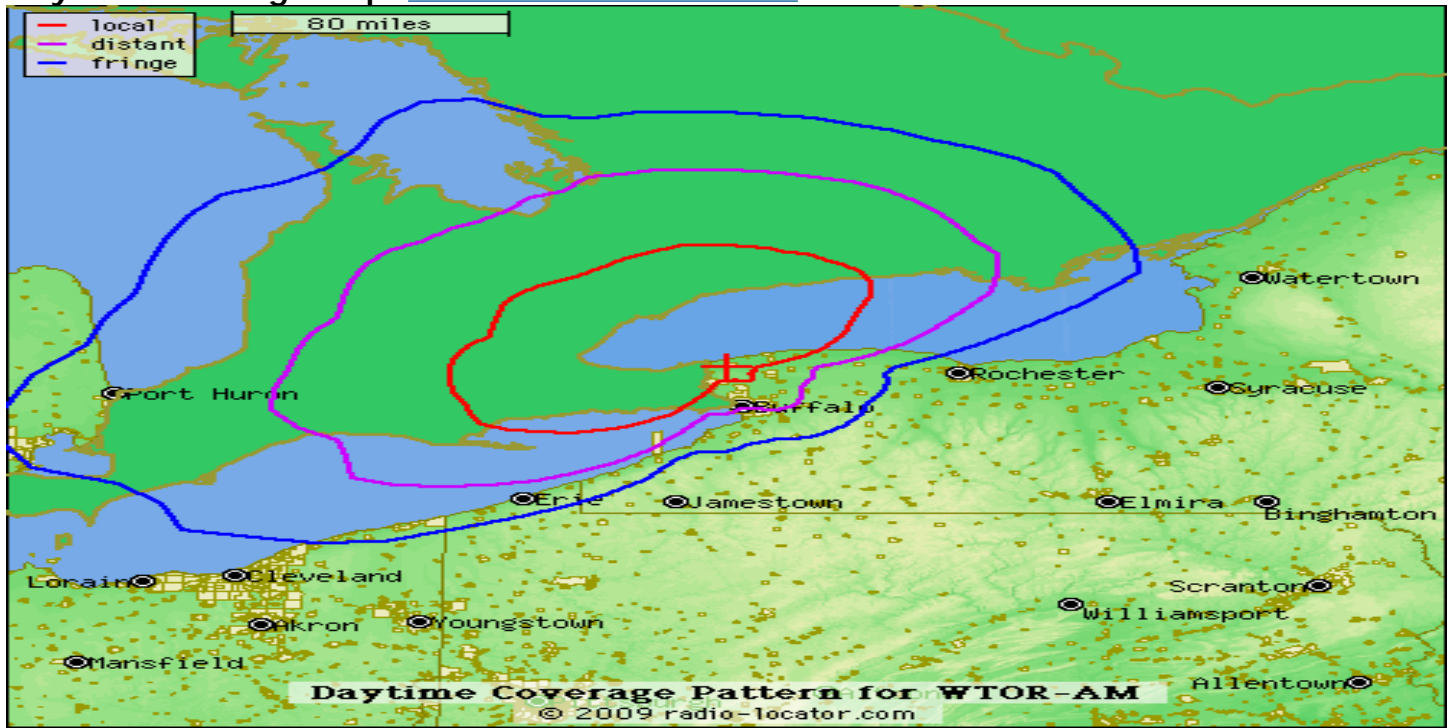 local
80 miles
distant
fringe
Watertown
Port Huron
Rochester
Syracuse
Buffalo
Erie
Jamestown
Elmira
Binghamton
Lorain
Cleveland
Scranton
Akron
Youngstown
Williamsport
Mansfield
Allentown
Daytime Coverage Pattern for WTOR-AM
© 2009 radio-locator.com